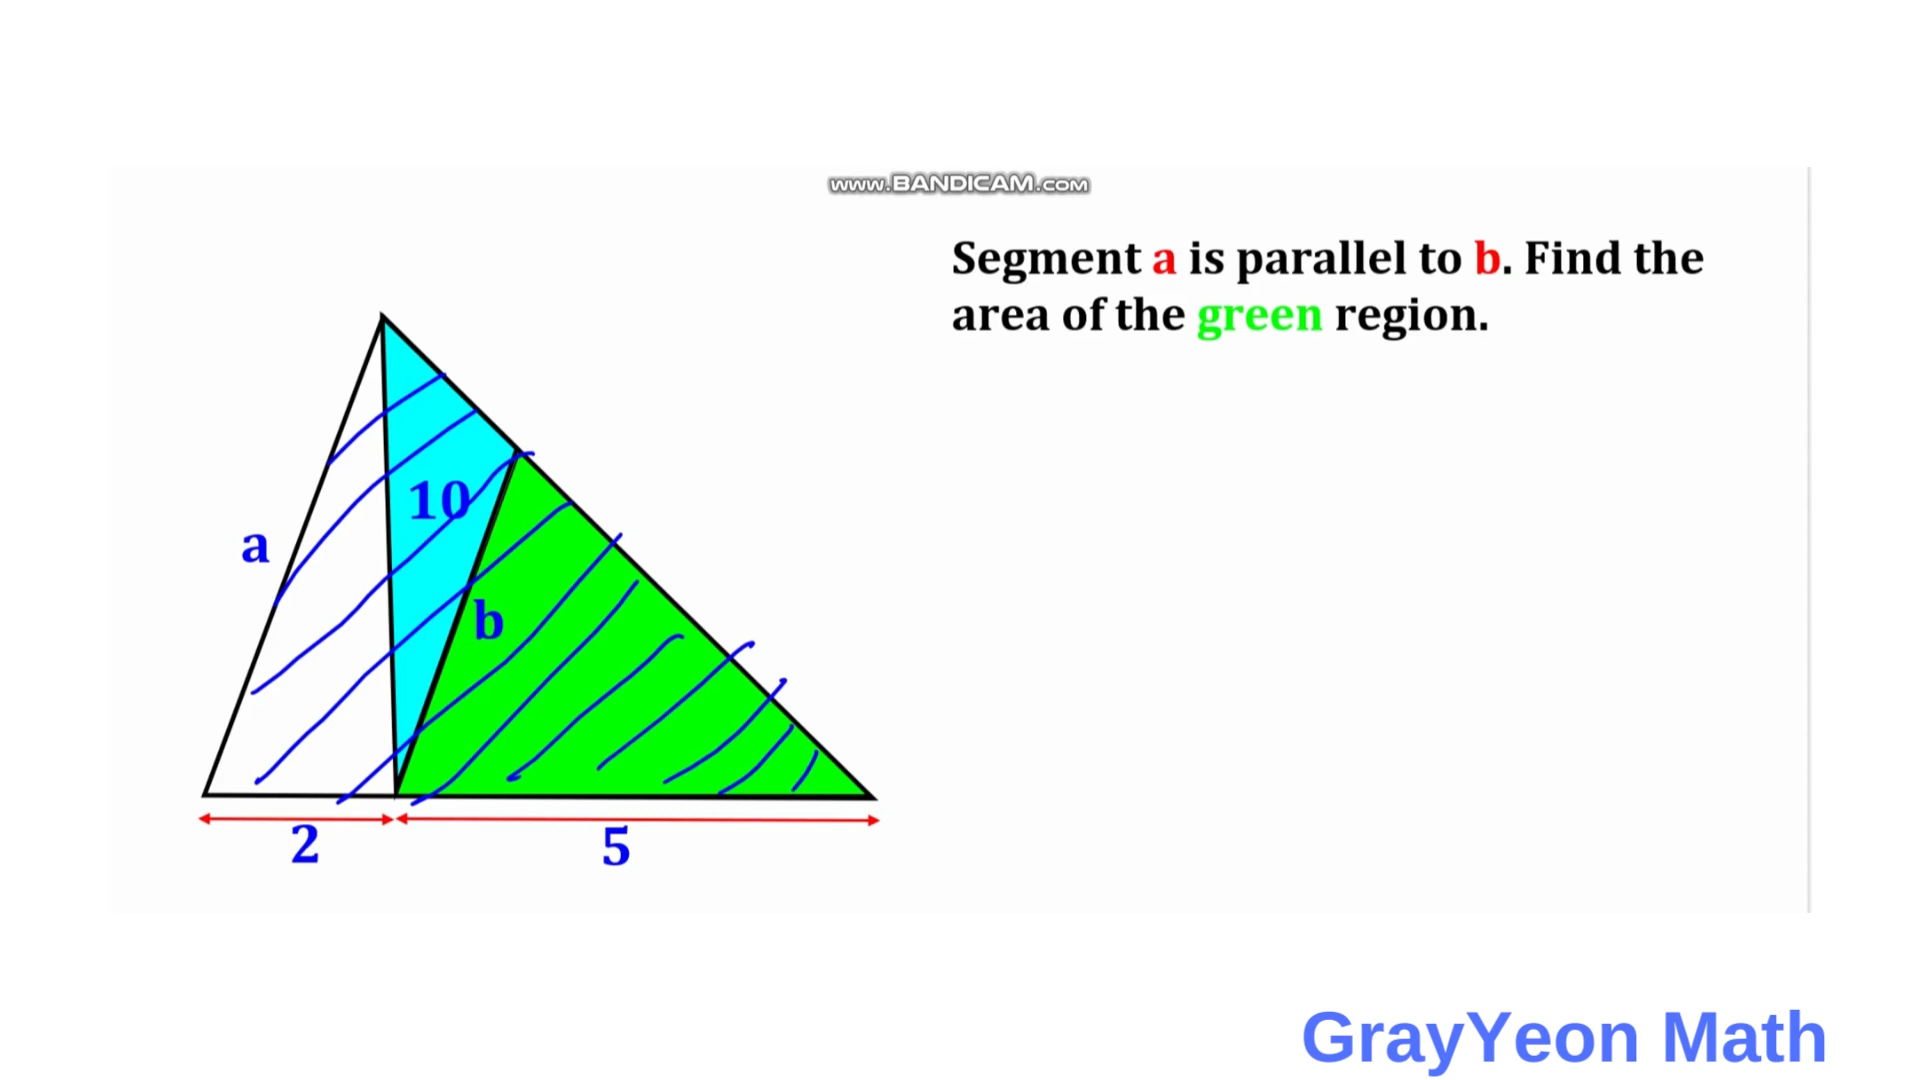 www.BANDICAM.com
Segment a is parallel to b. Find the
area of the green region.
10
a
b
2
5
GrayYeon Math